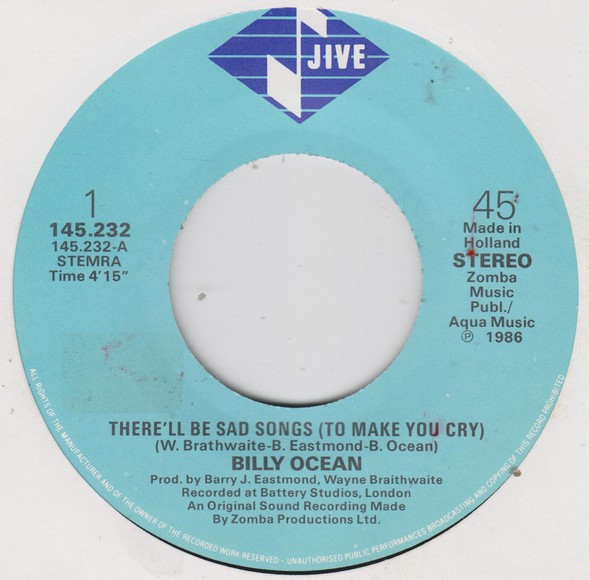 JIVE
1
145.232
145.232-A
STEMRA
Time 4'15"
45
Made in
Holland
STEREO
Zomba
Music
Publ./
Aqua Music
℗ 1986
THERE'LL BE SAD SONGS (TO MAKE YOU CRY)
(W. Brathwaite-B. Eastmond-B. Ocean)
BILLY OCEAN
Prod. by Barry J. Eastmond, Wayne Braithwaite
Recorded at Battery Studios, London
An Original Sound Recording Made
By Zomba Productions Ltd.
ALL RIGHTS OF THE MANUFACTURER AND OF THE OWNER OF THE RECORDED WORK RESERVED - UNAUTHORISED PUBLIC PERFORMANCES BROADCASTING AND COPYING OF THIS RECORD PROHIBITED